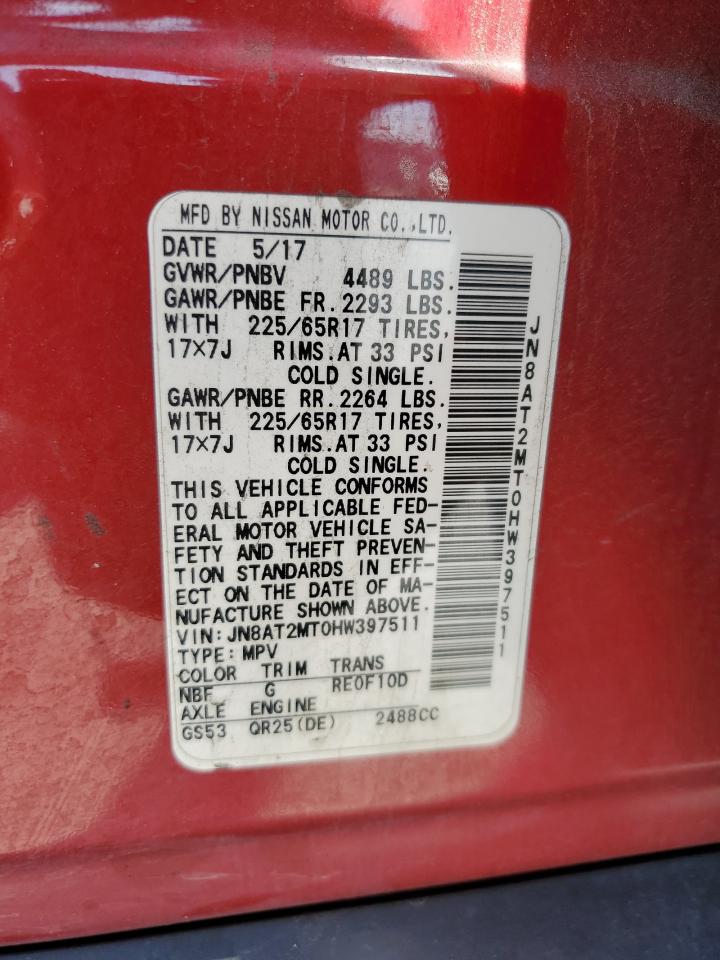 MFD BY NISSAN MOTOR CO.,LTD.
DATE 5/17
GVWR/PNBV 4489 LBS.
GAWR/PNBE FR.2293 LBS.
WITH 225/65R17 TIRES,
17×7J RIMS.AT 33 PSI
COLD SINGLE.
GAWR/PNBE RR.2264 LBS.
WITH 225/65R17 TIRES,
17×7J RIMS.AT 33 PSI
COLD SINGLE.
THIS VEHICLE CONFORMS
TO ALL APPLICABLE FED-
ERAL MOTOR VEHICLE SA-
FETY AND THEFT PREVEN-
TION STANDARDS IN EFF-
ECT ON THE DATE OF MA-
NUFACTURE SHOWN ABOVE.
VIN:JN8AT2MT0HW397511
TYPE:MPV
COLOR TRIM TRANS
NBF G RE0F10D
AXLE ENGINE
GS53 QR25(DE) 2488CC
JN8AT2MT0HW397511